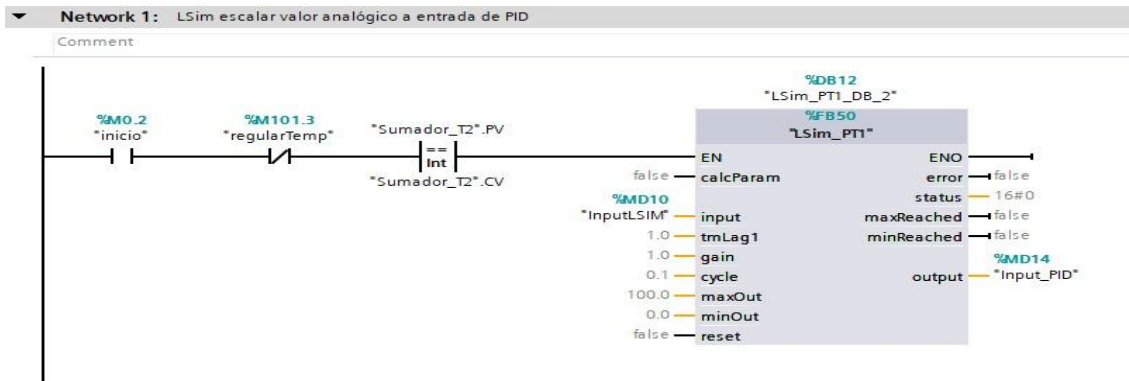 Network 1: LSim escalar valor analógico a entrada de PID
Comment
%DB12
"LSim_PT1_DB_2"
%M0.2
"inicio"
%M101.3
"regularTemp"
"Sumador_T2".PV
==
Int
"Sumador_T2".CV
%FB50
"LSim_PT1"
EN
ENO
false
calcParam
error
false
%MD10
"InputLSIM"
input
status
16#0
maxReached
false
1.0
tmLag1
minReached
false
1.0
gain
0.1
cycle
output
%MD14
"Input_PID"
100.0
maxOut
0.0
minOut
false
reset